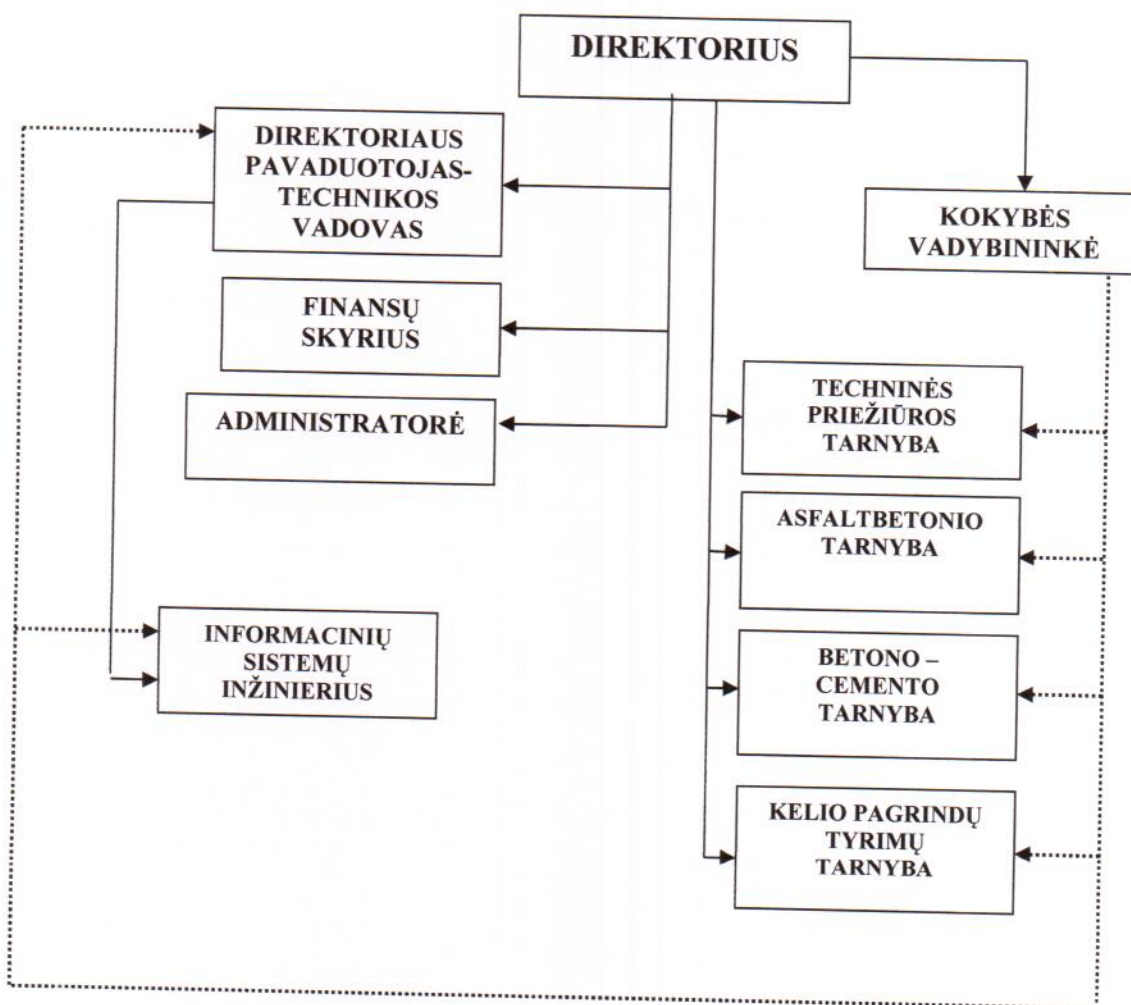 DIREKTORIUS
DIREKTORIAUS
PAVADUOTOJAS-
TECHNIKOS
VADOVAS
KOKYBĖS
VADYBININKĖ
FINANSŲ
SKYRIUS
ADMINISTRATORĖ
TECHNINĖS
PRIEŽIŪROS
TARNYBA
ASFALTBETONIO
TARNYBA
INFORMACINIŲ
SISTEMŲ
INŽINIERIUS
BETONO –
CEMENTO
TARNYBA
KELIO PAGRINDŲ
TYRIMŲ
TARNYBA